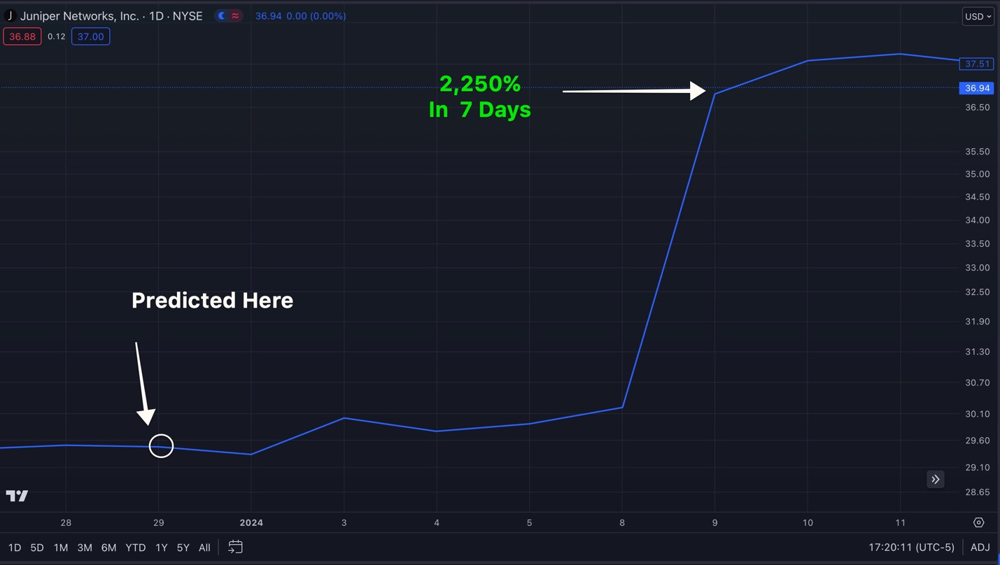 J Juniper Networks, Inc. · 1D · NYSE ≈ 36.94 0.00 (0.00%)
USD
36.88 0.12 37.00
37.51
2,250%
In 7 Days
36.94
36.50
35.50
35.00
34.50
34.00
33.50
33.00
Predicted Here
32.50
31.90
31.30
30.70
30.10
29.60
29.10
28.65
28 29 2024 3 4 5 8 9 10 11
1D 5D 1M 3M 6M YTD 1Y 5Y All 17:20:11 (UTC-5) ADJ